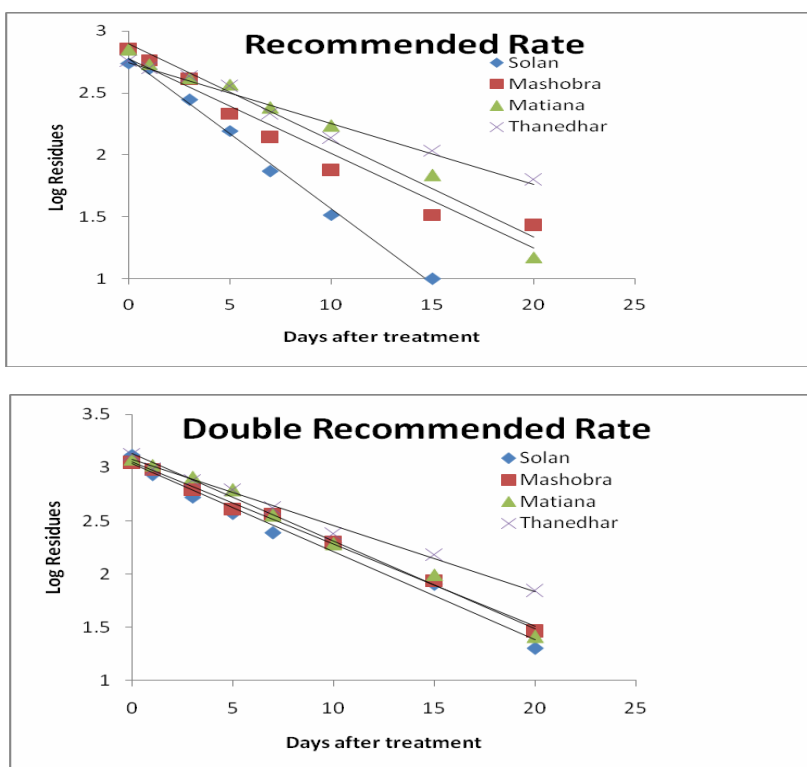 Recommended Rate
Solan
Mashobra
Matiana
Thanedhar
Log Residues
3
2.5
2
1.5
1
0 5 10 15 20 25
Days after treatment
Double Recommended Rate
Solan
Mashobra
Matiana
Thanedhar
Log Residues
3.5
3
2.5
2
1.5
1
0 5 10 15 20 25
Days after treatment